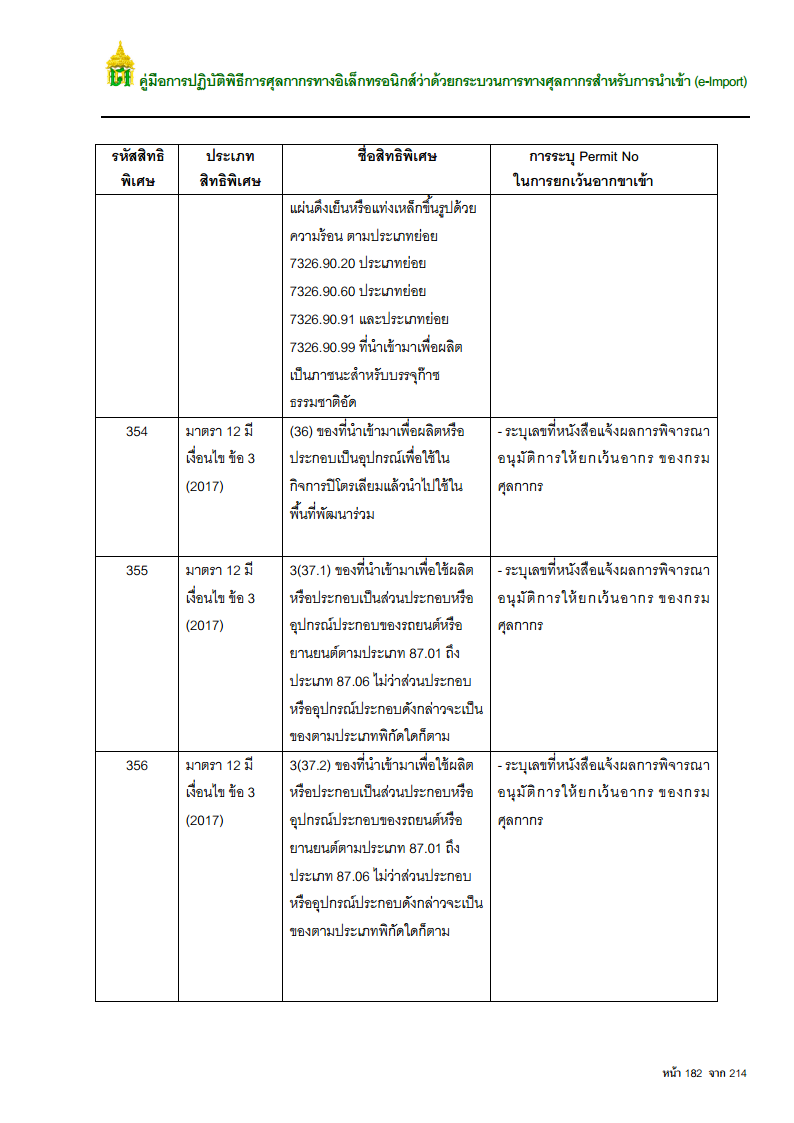 คู่มือการปฏิบัติพิธีการศุลกากรทางอิเล็กทรอนิกส์ว่าด้วยกระบวนการทางศุลกากรสำหรับการนำเข้า (e-Import)
รหัสสิทธิ
พิเศษ
ประเภท
สิทธิพิเศษ
ชื่อสิทธิพิเศษ
การระบุ Permit No
ในการยกเว้นอากขาเข้า
แผ่นดึงเย็นหรือแท่งเหล็กขึ้นรูปด้วย
ความร้อน ตามประเภทย่อย
7326.90.20 ประเภทย่อย
7326.90.60 ประเภทย่อย
7326.90.91 และประเภทย่อย
7326.90.99 ที่นำเข้ามาเพื่อผลิต
เป็นภาชนะสำหรับบรรจุก๊าซ
ธรรมชาติอัด
354
มาตรา 12 มี
เงื่อนไข ข้อ 3
(2017)
(36) ของที่นำเข้ามาเพื่อผลิตหรือ
ประกอบเป็นอุปกรณ์เพื่อใช้ใน
กิจการปิโตรเลียมแล้วนำไปใช้ใน
พื้นที่พัฒนาร่วม
- ระบุเลขที่หนังสือแจ้งผลการพิจารณา
อนุมัติการให้ยกเว้นอากร ของกรม
ศุลกากร
355
มาตรา 12 มี
เงื่อนไข ข้อ 3
(2017)
3(37.1) ของที่นำเข้ามาเพื่อใช้ผลิต
หรือประกอบเป็นส่วนประกอบหรือ
อุปกรณ์ประกอบของรถยนต์หรือ
ยานยนต์ตามประเภท 87.01 ถึง
ประเภท 87.06 ไม่ว่าส่วนประกอบ
หรืออุปกรณ์ประกอบดังกล่าวจะเป็น
ของตามประเภทพิกัดใดก็ตาม
- ระบุเลขที่หนังสือแจ้งผลการพิจารณา
อนุมัติการให้ยกเว้นอากร ของกรม
ศุลกากร
356
มาตรา 12 มี
เงื่อนไข ข้อ 3
(2017)
3(37.2) ของที่นำเข้ามาเพื่อใช้ผลิต
หรือประกอบเป็นส่วนประกอบหรือ
อุปกรณ์ประกอบของรถยนต์หรือ
ยานยนต์ตามประเภท 87.01 ถึง
ประเภท 87.06 ไม่ว่าส่วนประกอบ
หรืออุปกรณ์ประกอบดังกล่าวจะเป็น
ของตามประเภทพิกัดใดก็ตาม
- ระบุเลขที่หนังสือแจ้งผลการพิจารณา
อนุมัติการให้ยกเว้นอากร ของกรม
ศุลกากร
หน้า 182 จาก 214